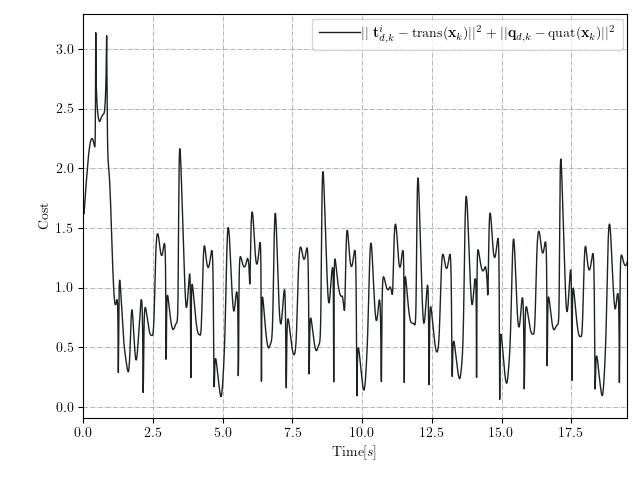 || t^i_{d,k} − trans(x_k)||^2 + ||q_{d,k} − quat(x_k)||^2
3.0
2.5
2.0
1.5
1.0
0.5
0.0
Cost
0.0 2.5 5.0 7.5 10.0 12.5 15.0 17.5
Time[s]